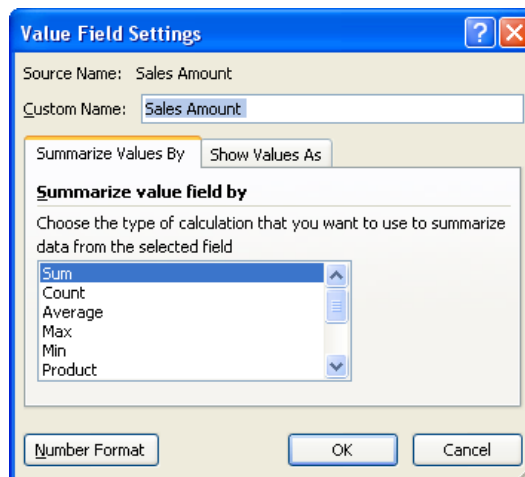 Value Field Settings
Source Name: Sales Amount
Custom Name: Sales Amount
Summarize Values By Show Values As
Summarize value field by
Choose the type of calculation that you want to use to summarize
data from the selected field
Sum
Count
Average
Max
Min
Product
Number Format OK Cancel